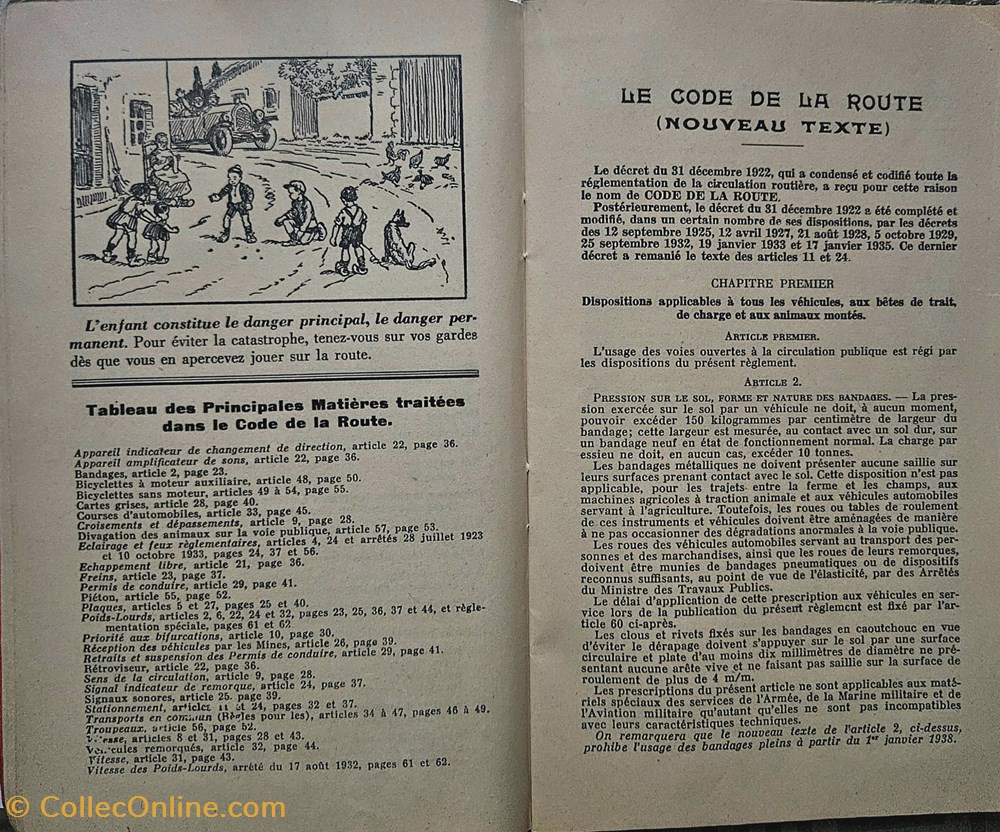 L'enfant constitue le danger principal, le danger per-
manent. Pour éviter la catastrophe, tenez-vous sur vos gardes
dès que vous en apercevez jouer sur la route.
Tableau des Principales Matières traitées
dans le Code de la Route.
Appareil indicateur de changement de direction, article 22, page 36.
Appareil amplificateur de sons, article 22, page 36.
Bandages, article 2, page 23.
Bicyclettes à moteur auxiliaire, article 48, page 50.
Bicyclettes sans moteur, articles 49 à 54, page 55.
Cartes grises, article 28, page 40.
Courses d'automobiles, article 33, page 45.
Croisements et dépassements, article 9, page 28.
Divagation des animaux sur la voie publique, article 57, page 53.
Eclairage et feux règlementaires, articles 4, 24 et arrêtés 28 juillet 1923
et 10 octobre 1933, pages 24, 37 et 56.
Echappement libre, article 21, page 36.
Freins, article 23, page 37.
Permis de conduire, article 29, page 41.
Piéton, article 55, page 52.
Plaques, articles 5 et 27, pages 25 et 40.
Poids-Lourds, articles 2, 6, 22, 24 et 32, pages 23, 25, 36, 37 et 44, et règle-
mentation spéciale, pages 61 et 62.
Priorité aux bifurcations, article 10, page 30.
Réception des véhicules par les Mines, article 26, page 39.
Retraits et suspension des Permis de conduire, article 29, page 41.
Rétroviseur, article 22, page 36.
Sens de la circulation, article 9, page 28.
Signal indicateur de remorque, article 24, page 37.
Signaux sonores, article 25. page 39.
Stationnement, articles 11 et 24, pages 32 et 37.
Transports en commun (Règles pour les), articles 34 à 47, pages 46 à 49.
Troupeaux, article 56, page 52.
articles 8 et 31, pages 28 et 43.
Véhicules remorqués, article 32, page 44.
Vitesse, article 31, page 43.
Vitesse des Poids-Lourds, arrêté du 17 août 1932, pages 61 et 62.
LE CODE DE LA ROUTE
(NOUVEAU TEXTE)
Le décret du 31 décembre 1922, qui a condensé et codifié toute la
réglementation de la circulation routière, a reçu pour cette raison
le nom de CODE DE LA ROUTE.
Postérieurement, le décret du 31 décembre 1922 a été complété et
modifié, dans un certain nombre de ses dispositions, par les décrets
des 12 septembre 1925, 12 avril 1927, 21 août 1928, 5 octobre 1929,
25 septembre 1932, 19 janvier 1933 et 17 janvier 1935. Ce dernier
décret a remanié le texte des articles 11 et 24.
CHAPITRE PREMIER
Dispositions applicables à tous les véhicules, aux bêtes de trait,
de charge et aux animaux montés.
ARTICLE PREMIER.
L'usage des voies ouvertes à la circulation publique est régi par
les dispositions du présent règlement.
ARTICLE 2.
PRESSION SUR LE SOL, FORME ET NATURE DES BANDAGES. — La pres-
sion exercée sur le sol par un véhicule ne doit, à aucun moment,
pouvoir excéder 150 kilogrammes par centimètre de largeur du
bandage; cette largeur est mesurée, au contact avec un sol dur, sur
un bandage neuf en état de fonctionnement normal. La charge par
essieu ne doit, en aucun cas, excéder 10 tonnes.
Les bandages métalliques ne doivent présenter aucune saillie sur
leurs surfaces prenant contact avec le sol. Cette disposition n'est pas
applicable, pour les trajets entre la ferme et les champs, aux
machines agricoles à traction animale et aux véhicules automobiles
servant à l'agriculture. Toutefois, les roues ou tables de roulement
de ces instruments et véhicules doivent être aménagées de manière
à ne pas occasionner des dégradations anormales à la voie publique.
Les roues des véhicules automobiles servant au transport des per-
sonnes et des marchandises, ainsi que les roues de leurs remorques,
doivent être munies de bandages pneumatiques ou de dispositifs
reconnus suffisants, au point de vue de l'élasticité, par des Arrêtés
du Ministre des Travaux Publics.
Le délai d'application de cette prescription aux véhicules en ser-
vice lors de la publication du présent règlement est fixé par l'ar-
ticle 60 ci-après.
Les clous et rivets fixés sur les bandages en caoutchouc en vue
d'éviter le dérapage doivent s'appuyer sur le sol par une surface
circulaire et plate d'au moins dix millimètres de diamètre ne pré-
sentant aucune arête vive et ne faisant pas saillie sur la surface de
roulement de plus de 4 m/m.
Les prescriptions du présent article ne sont applicables aux maté-
riels spéciaux des services de l'Armée, de la Marine militaire et de
l'Aviation militaire qu'autant qu'elles ne sont pas incompatibles
avec leurs caractéristiques techniques.
On remarquera que le nouveau texte de l'article 2, ci-dessus,
prohibe l'usage des bandages pleins à partir du 1er janvier 1938.
© CollecOnline.com